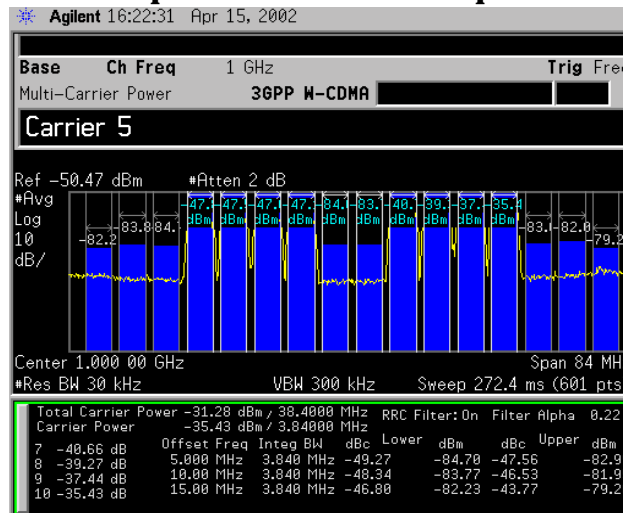 Agilent 16:22:31 Apr 15, 2002
Base Ch Freq 1 GHz Trig Free
Multi-Carrier Power 3GPP W-CDMA
Carrier 5
Ref -50.47 dBm #Atten 2 dB
#Avg
Log
10
dB/
-47. -47. -47. -47. -84. -83. -40. -39. -37. -35.4
dBm dBm dBm dBm dBm dBm dBm dBm dBm dBm
-82.2 83.8 84. -83. -82.0 -79.2
Center 1.000 00 GHz Span 84 MH
#Res BW 30 kHz VBW 300 kHz Sweep 272.4 ms (601 pts
Total Carrier Power -31.28 dBm/ 38.4000 MHz RRC Filter: On Filter Alpha 0.22
Carrier Power -35.43 dBm / 3.84000 MHz
Offset Freq Integ BW dBc Lower dBm dBc Upper dBm
7 -40.66 dB 5.000 MHz 3.840 MHz -49.27 -84.70 -47.56 -82.9
8 -39.27 dB 10.00 MHz 3.840 MHz -48.34 -83.77 -46.53 -81.9
9 -37.44 dB 15.00 MHz 3.840 MHz -46.80 -82.23 -43.77 -79.2
10 -35.43 dB